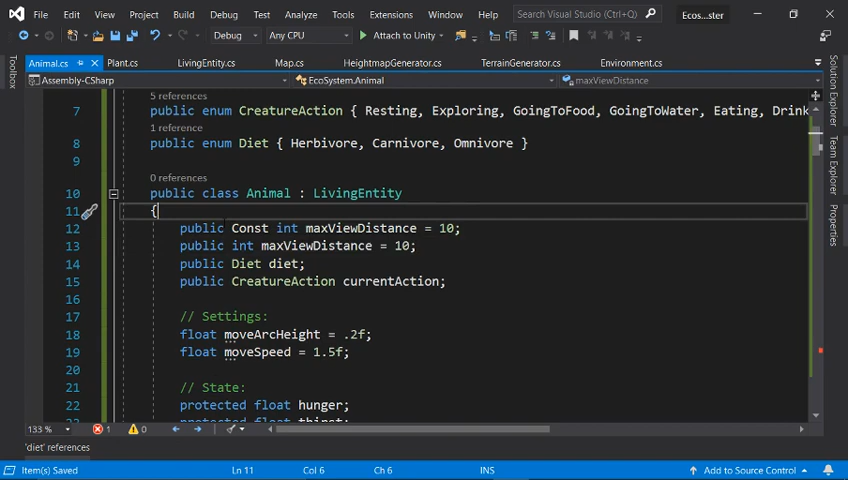 File Edit View Git Project Build Debug Test Analyze Tools Extensions Window Help Search Visual Studio (Ctrl+Q) Ecos...ster
Debug Any CPU Attach to Unity
Animal.cs Plant.cs LivingEntity.cs Map.cs HeightmapGenerator.cs TerrainGenerator.cs Environment.cs
Assembly-CSharp EcoSystem.Animal maxViewDistance
Toolbox
Solution Explorer
Team Explorer
Properties
5 references
7 public enum CreatureAction { Resting, Exploring, GoingToFood, GoingToWater, Eating, Drink
1 reference
8 public enum Diet { Herbivore, Carnivore, Omnivore }
9
0 references
10 public class Animal : LivingEntity
11 {
12 public Const int maxViewDistance = 10;
13 public int maxViewDistance = 10;
14 public Diet diet;
15 public CreatureAction currentAction;
16
17 // Settings:
18 float moveArcHeight = .2f;
19 float moveSpeed = 1.5f;
20
21 // State:
22 protected float hunger;
23 protected float thirst;
133 % 1 0
'diet' references
Item(s) Saved Ln 11 Col 6 Ch 6 INS Add to Source Control